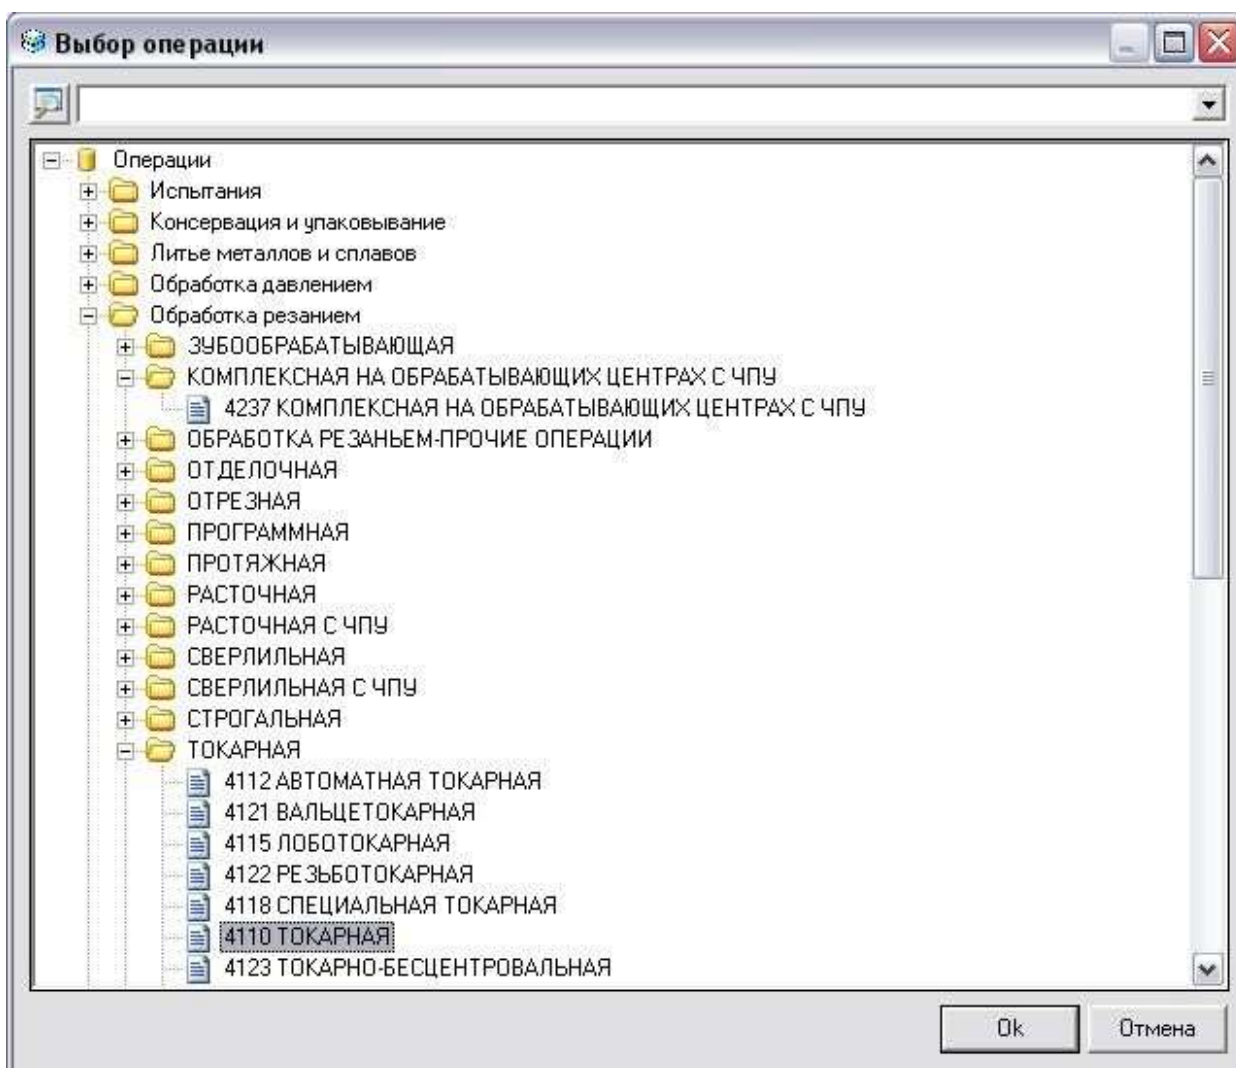 Выбор операции
Операции
Испытания
Консервация и упаковывание
Литье металлов и сплавов
Обработка давлением
Обработка резанием
ЗУБООБРАБАТЫВАЮЩАЯ
КОМПЛЕКСНАЯ НА ОБРАБАТЫВАЮЩИХ ЦЕНТРАХ С ЧПУ
4237 КОМПЛЕКСНАЯ НА ОБРАБАТЫВАЮЩИХ ЦЕНТРАХ С ЧПУ
ОБРАБОТКА РЕЗАНЬЕМ-ПРОЧИЕ ОПЕРАЦИИ
ОТДЕЛОЧНАЯ
ОТРЕЗНАЯ
ПРОГРАММНАЯ
ПРОТЯЖНАЯ
РАСТОЧНАЯ
РАСТОЧНАЯ С ЧПУ
СВЕРЛИЛЬНАЯ
СВЕРЛИЛЬНАЯ С ЧПУ
СТРОГАЛЬНАЯ
ТОКАРНАЯ
4112 АВТОМАТНАЯ ТОКАРНАЯ
4121 ВАЛЬЦЕТОКАРНАЯ
4115 ЛОБОТОКАРНАЯ
4122 РЕЗЬБОТОКАРНАЯ
4118 СПЕЦИАЛЬНАЯ ТОКАРНАЯ
4110 ТОКАРНАЯ
4123 ТОКАРНО-БЕСЦЕНТРОВАЛЬНАЯ
Ok Отмена